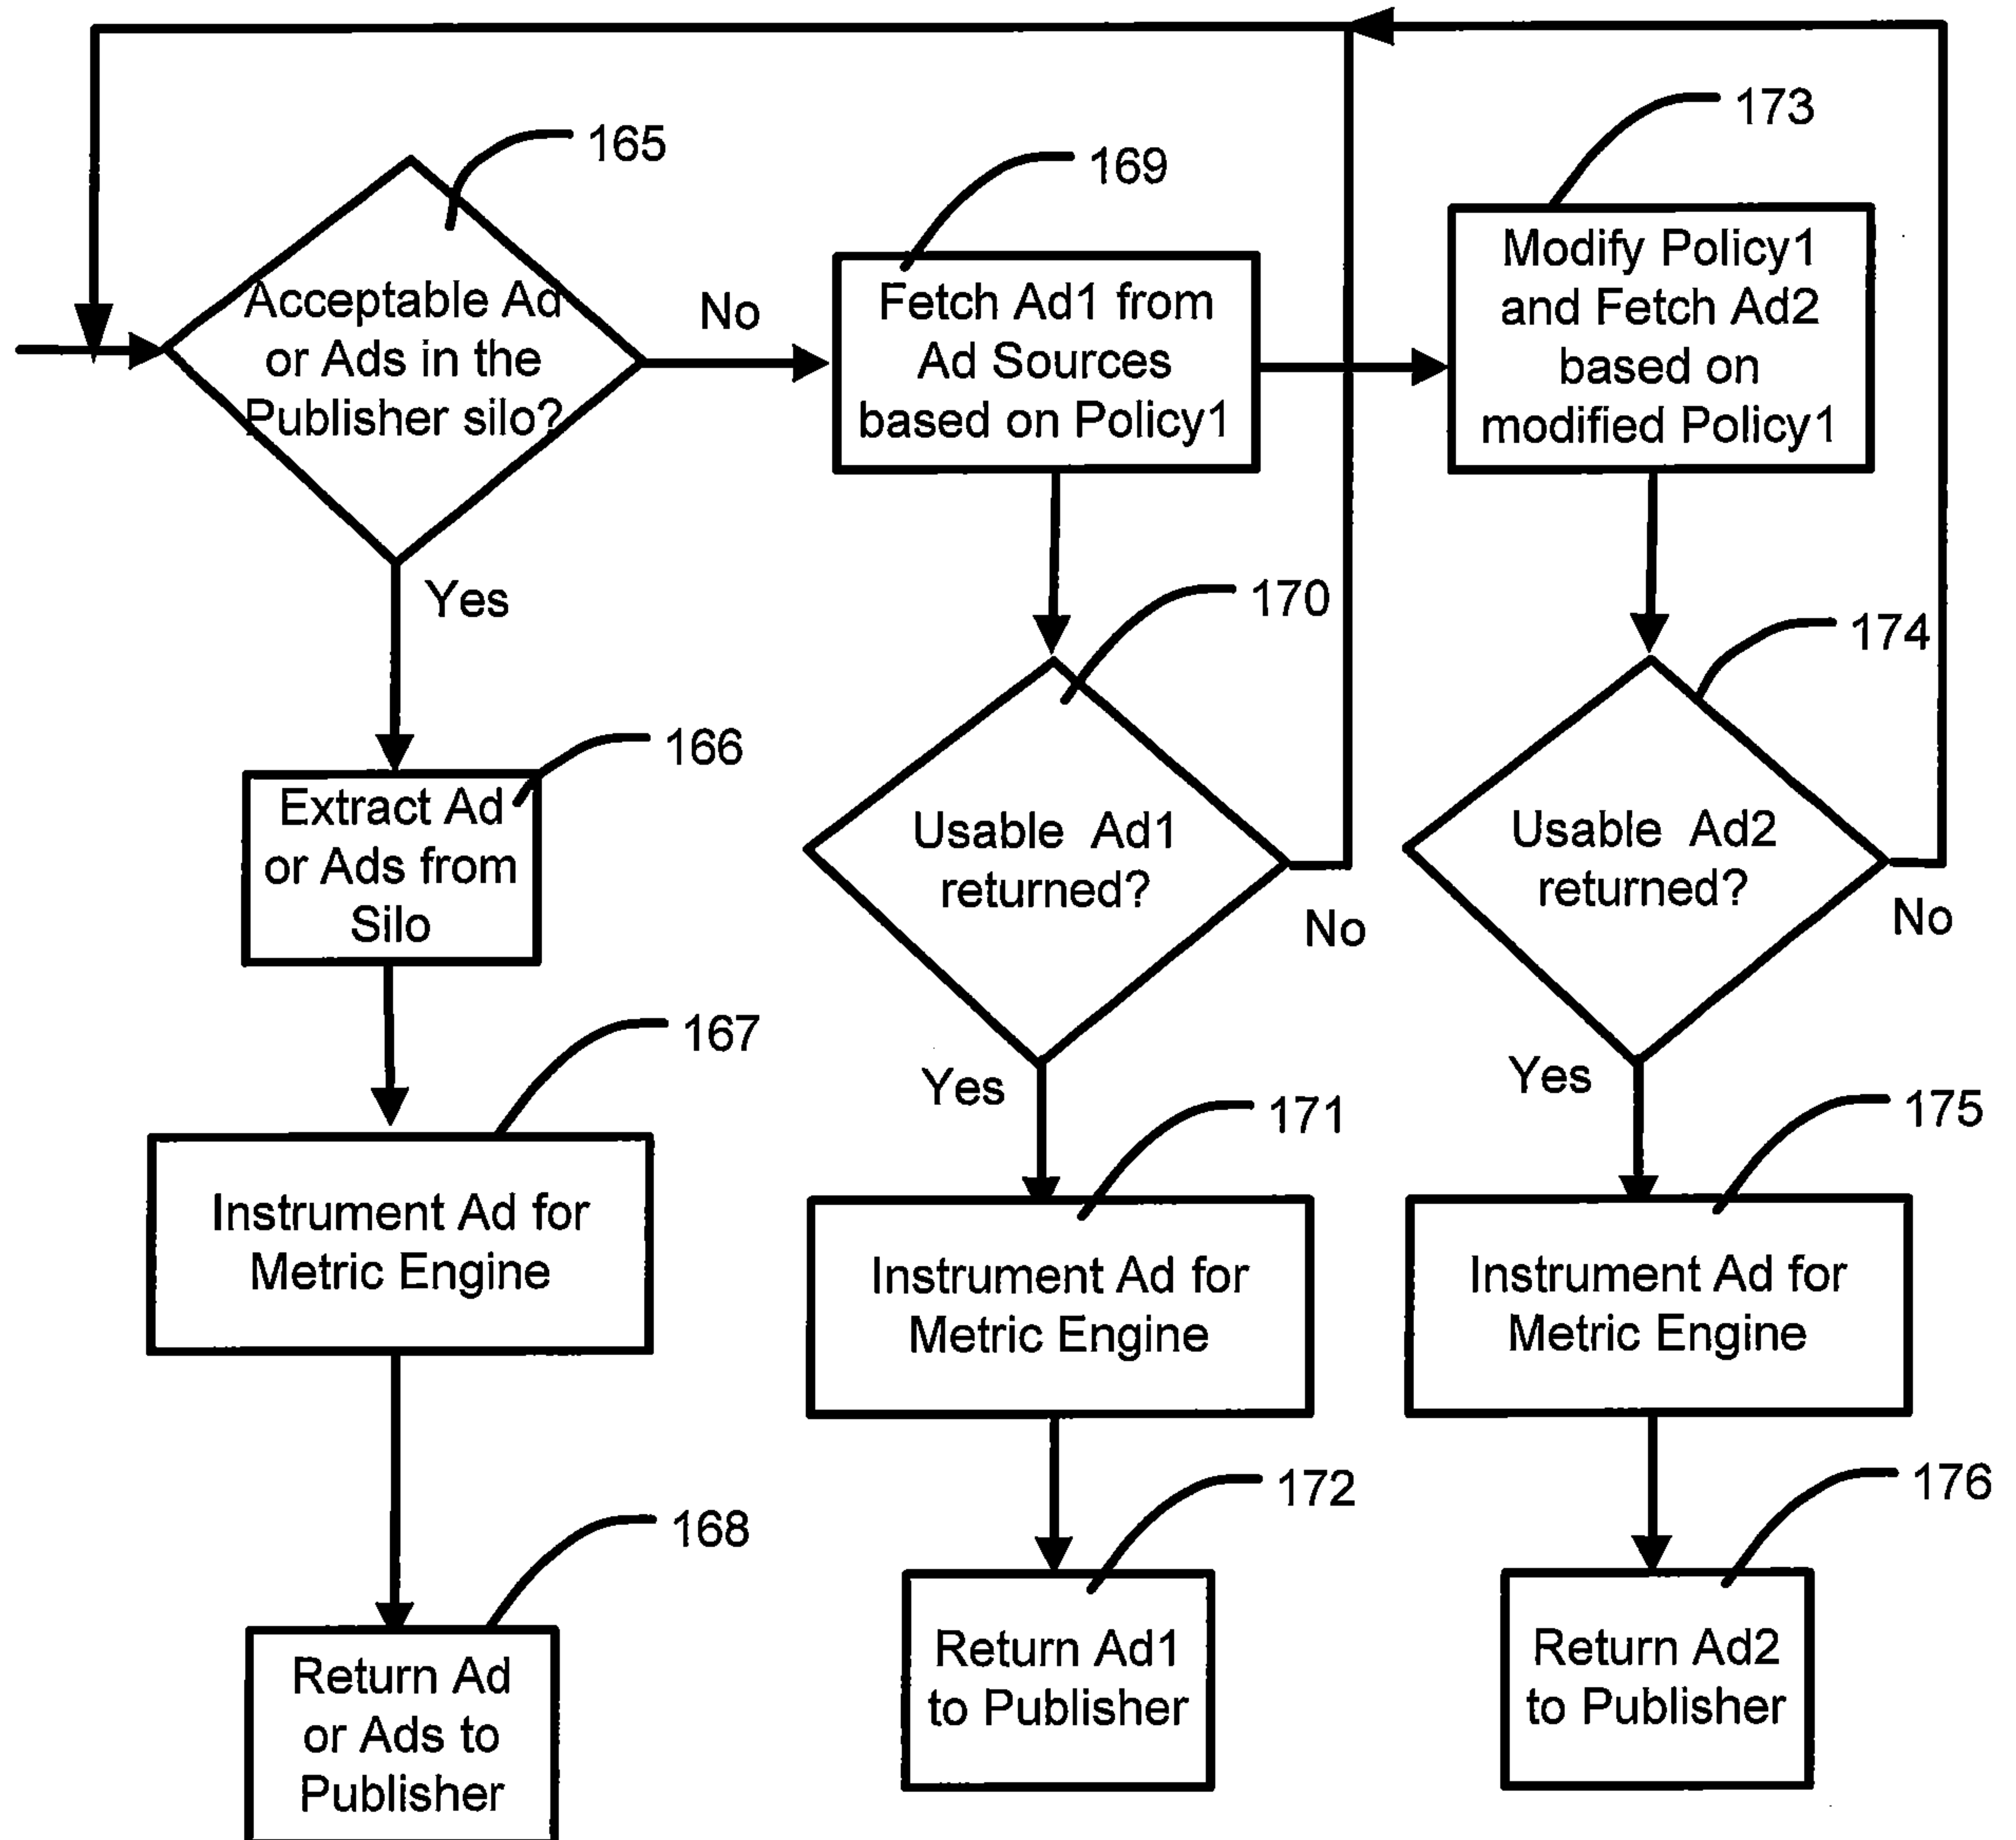 165
Acceptable Ad
or Ads in the
Publisher silo?
No
Yes
166
Extract Ad
or Ads from
Silo
167
Instrument Ad for
Metric Engine
168
Return Ad
or Ads to
Publisher
169
Fetch Ad1 from
Ad Sources
based on Policy1
170
Usable Ad1
returned?
No
Yes
171
Instrument Ad for
Metric Engine
172
Return Ad1
to Publisher
173
Modify Policy1
and Fetch Ad2
based on
modified Policy1
174
Usable Ad2
returned?
No
Yes
175
Instrument Ad for
Metric Engine
176
Return Ad2
to Publisher